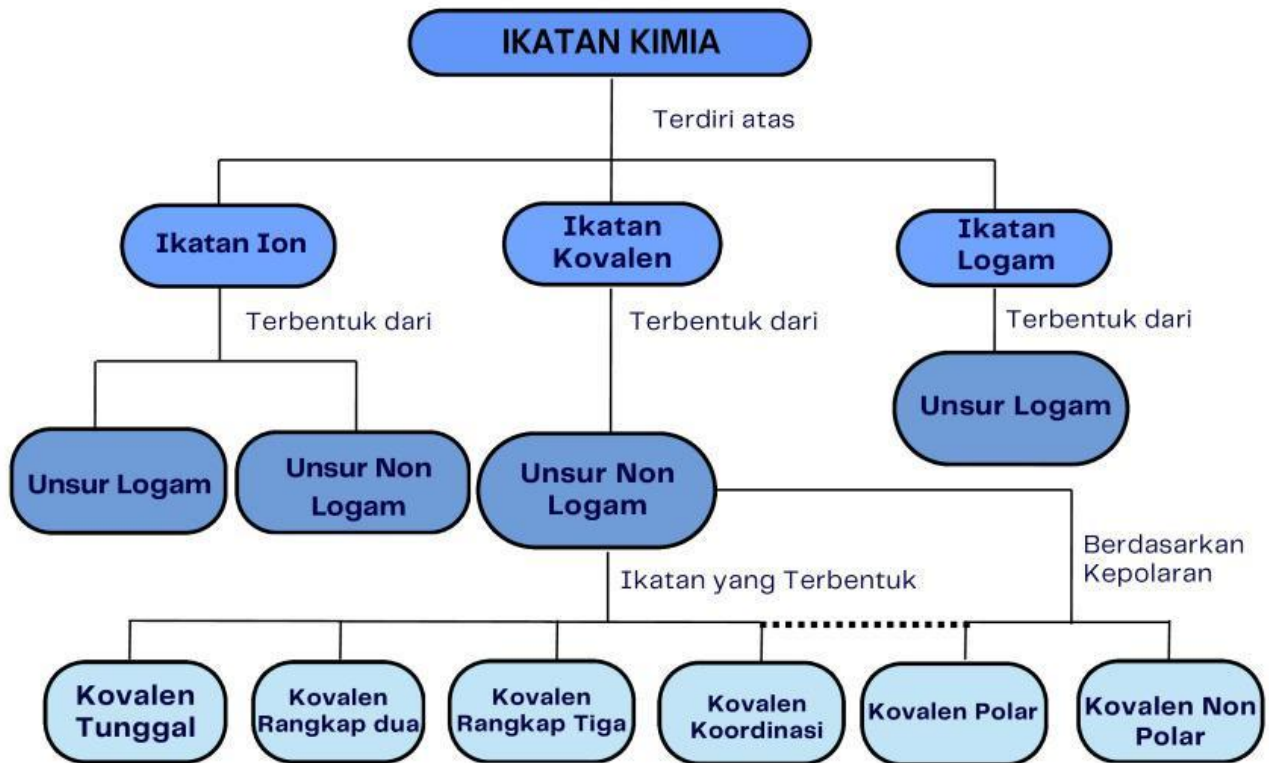 IKATAN KIMIA
Terdiri atas
Ikatan Ion
Ikatan
Kovalen
Ikatan
Logam
Terbentuk dari
Terbentuk dari
Terbentuk dari
Unsur Logam
Unsur Non
Logam
Unsur Non
Logam
Unsur Logam
Ikatan yang Terbentuk
Berdasarkan
Kepolaran
Kovalen
Tunggal
Kovalen
Rangkap dua
Kovalen
Rangkap Tiga
Kovalen
Koordinasi
Kovalen Polar
Kovalen Non
Polar